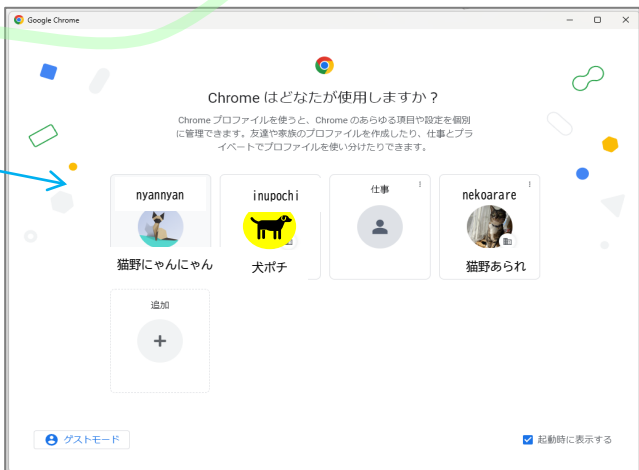 Google Chrome
Chrome はどなたが使用しますか？
Chrome プロファイルを使うと、Chrome のあらゆる項目や設定を個別
に管理できます。友達や家族のプロファイルを作成したり、仕事とプラ
イベートでプロファイルを使い分けたりできます。
nyannyan
猫野にゃんにゃん
inupochi
犬ポチ
仕事
nekoarare
猫野あられ
追加
ゲストモード
起動時に表示する